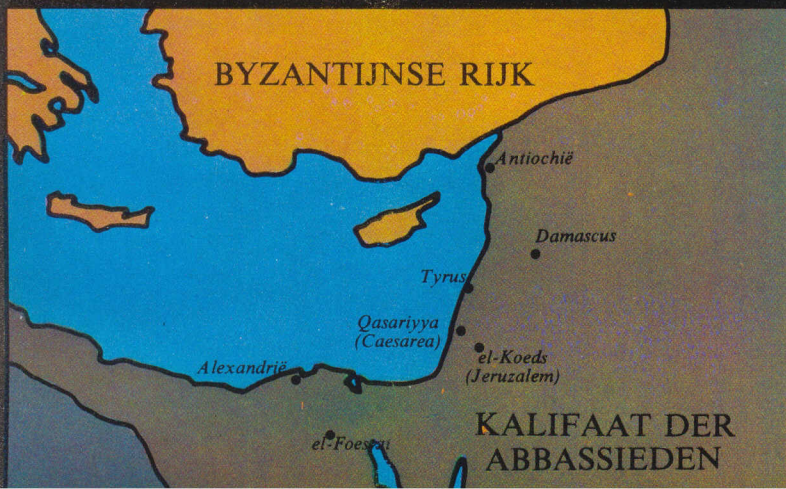 BYZANTIJNSE RIJK
Antiochië
Damascus
Tyrus
Qasariyya
(Caesarea)
el-Koeds
(Jeruzalem)
Alexandrië
KALIFAAT DER
ABBASSIEDEN